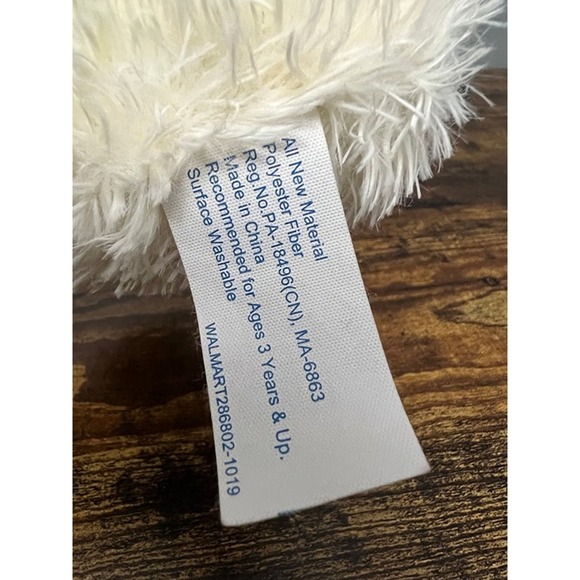 All New Material
Polyester Fiber
Reg.No.PA-18496(CN), MA-6863
Made in China
Recommended for Ages 3 Years & Up.
Surface Washable
WALMART286802-1019